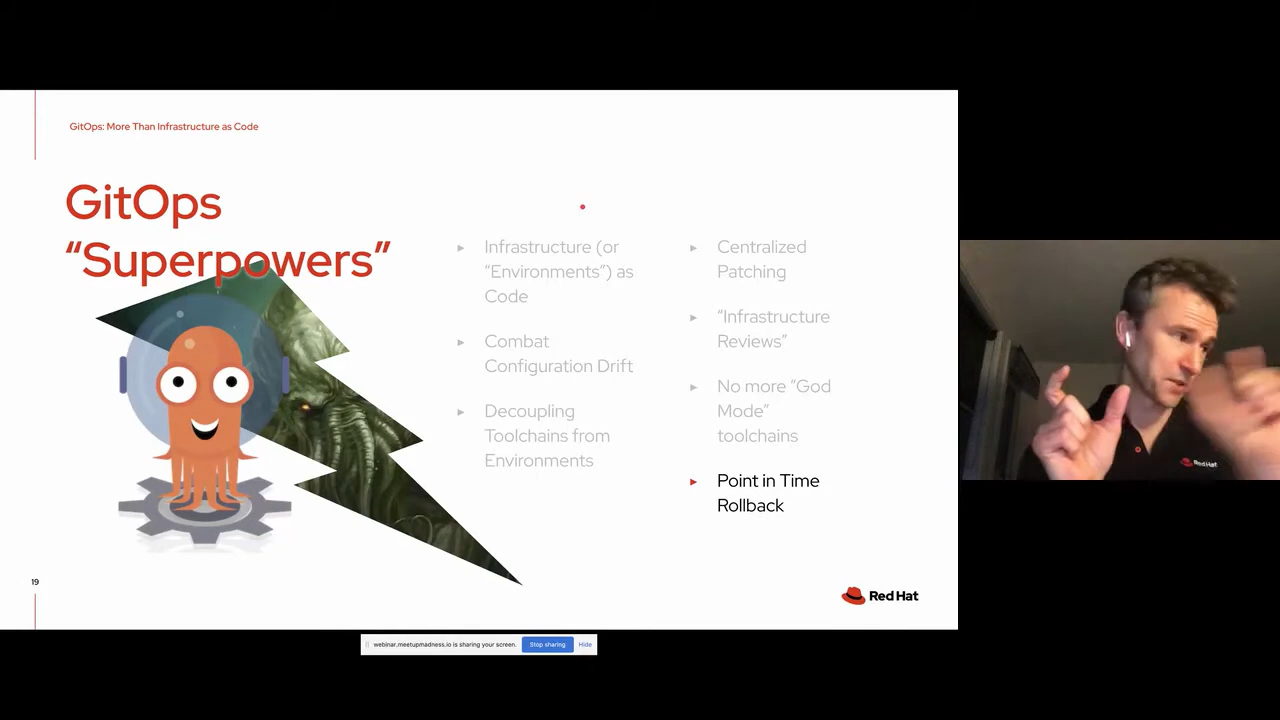 GitOps: More Than Infrastructure as Code
GitOps
“Superpowers”
▸ Infrastructure (or
“Environments”) as
Code
▸ Combat
Configuration Drift
▸ Decoupling
Toolchains from
Environments
▸ Centralized
Patching
▸ “Infrastructure
Reviews”
▸ No more “God
Mode”
toolchains
▸ Point in Time
Rollback
19
Red Hat
Red Hat
webinar.meetupmadness.io is sharing your screen.
Stop sharing
Hide